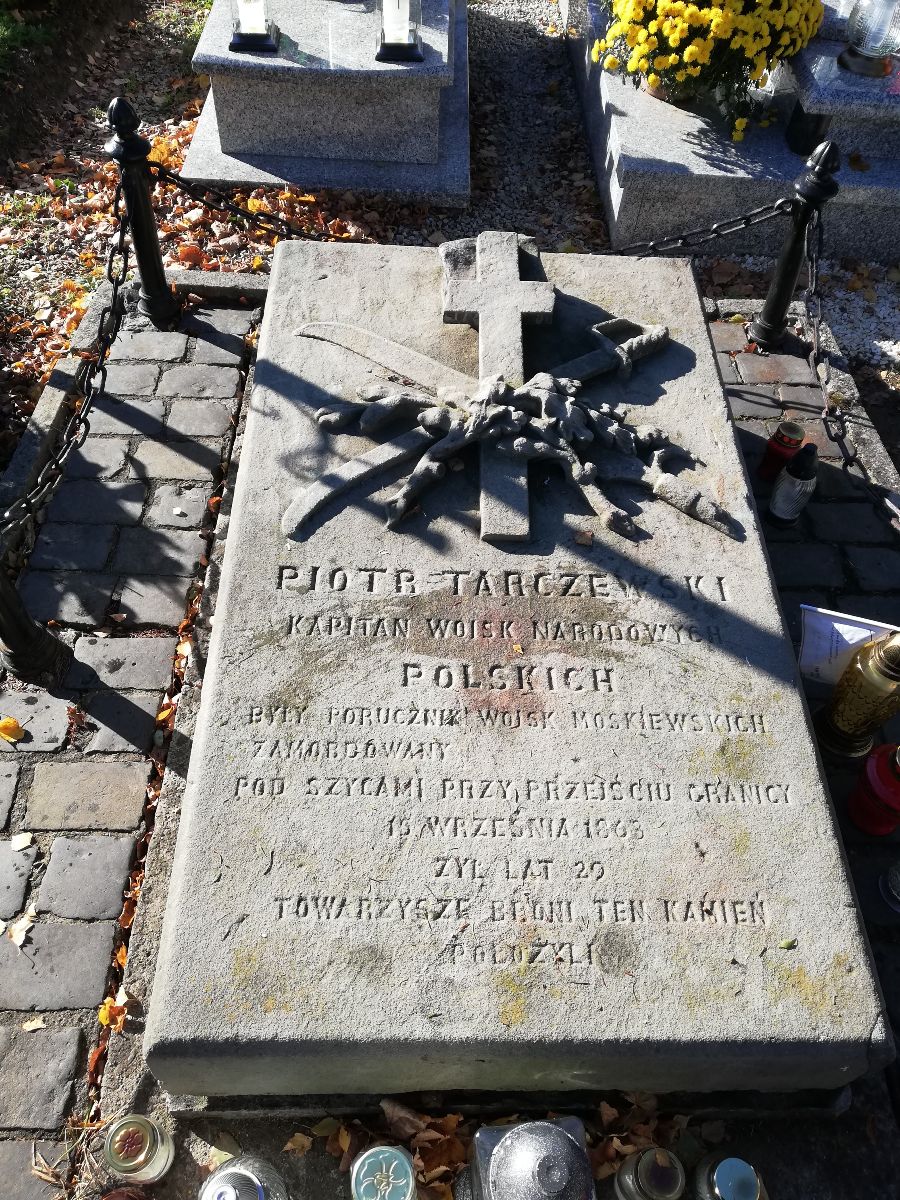 PIOTR TARCZEWSKI
KAPITAN WOJSK NARODOWYCH
POLSKICH
BYŁY PORUCZNIK WOJSK MOSKIEWSKICH
ZAMORDOWANY
POD SZYCAMI PRZY PRZEJŚCIU GRANICY
19 WRZEŚNIA 1863
ŻYŁ LAT 29
TOWARZYSZE BRONI TEN KAMIEŃ
POŁOŻYLI